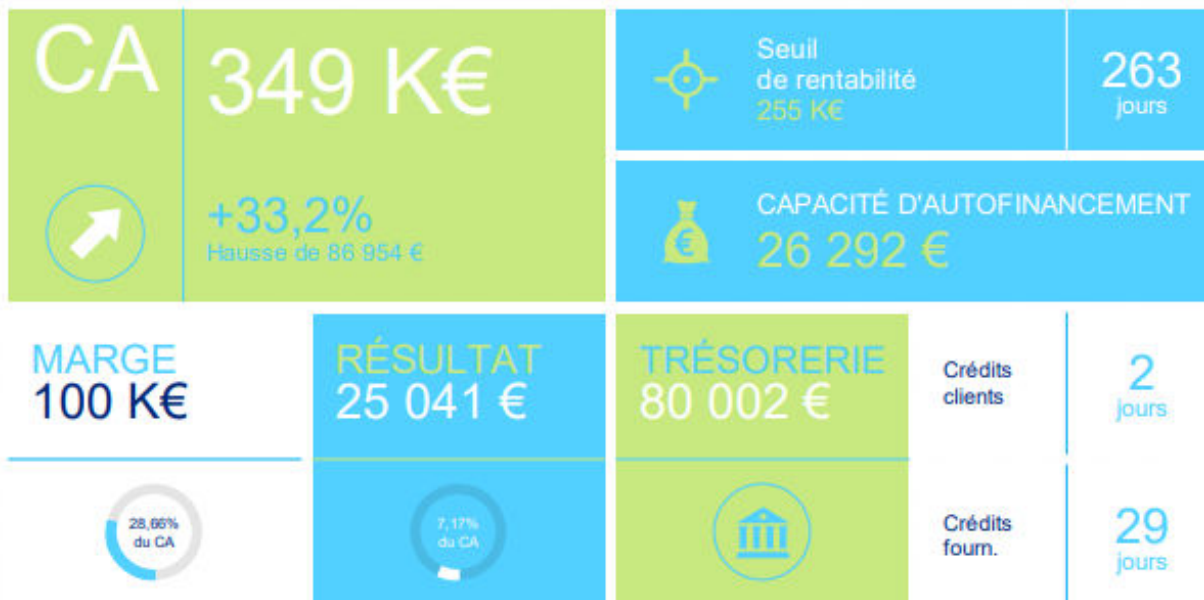 CA
349 K€
+33,2%
Hausse de 86 954 €
Seuil
de rentabilité
255 K€
263
jours
CAPACITÉ D'AUTOFINANCEMENT
26 292 €
€
MARGE
100 K€
28,66%
du CA
RÉSULTAT
25 041 €
7,17%
du CA
TRÉSORERIE
80 002 €
Crédits
clients
2
jours
Crédits
fourn.
29
jours